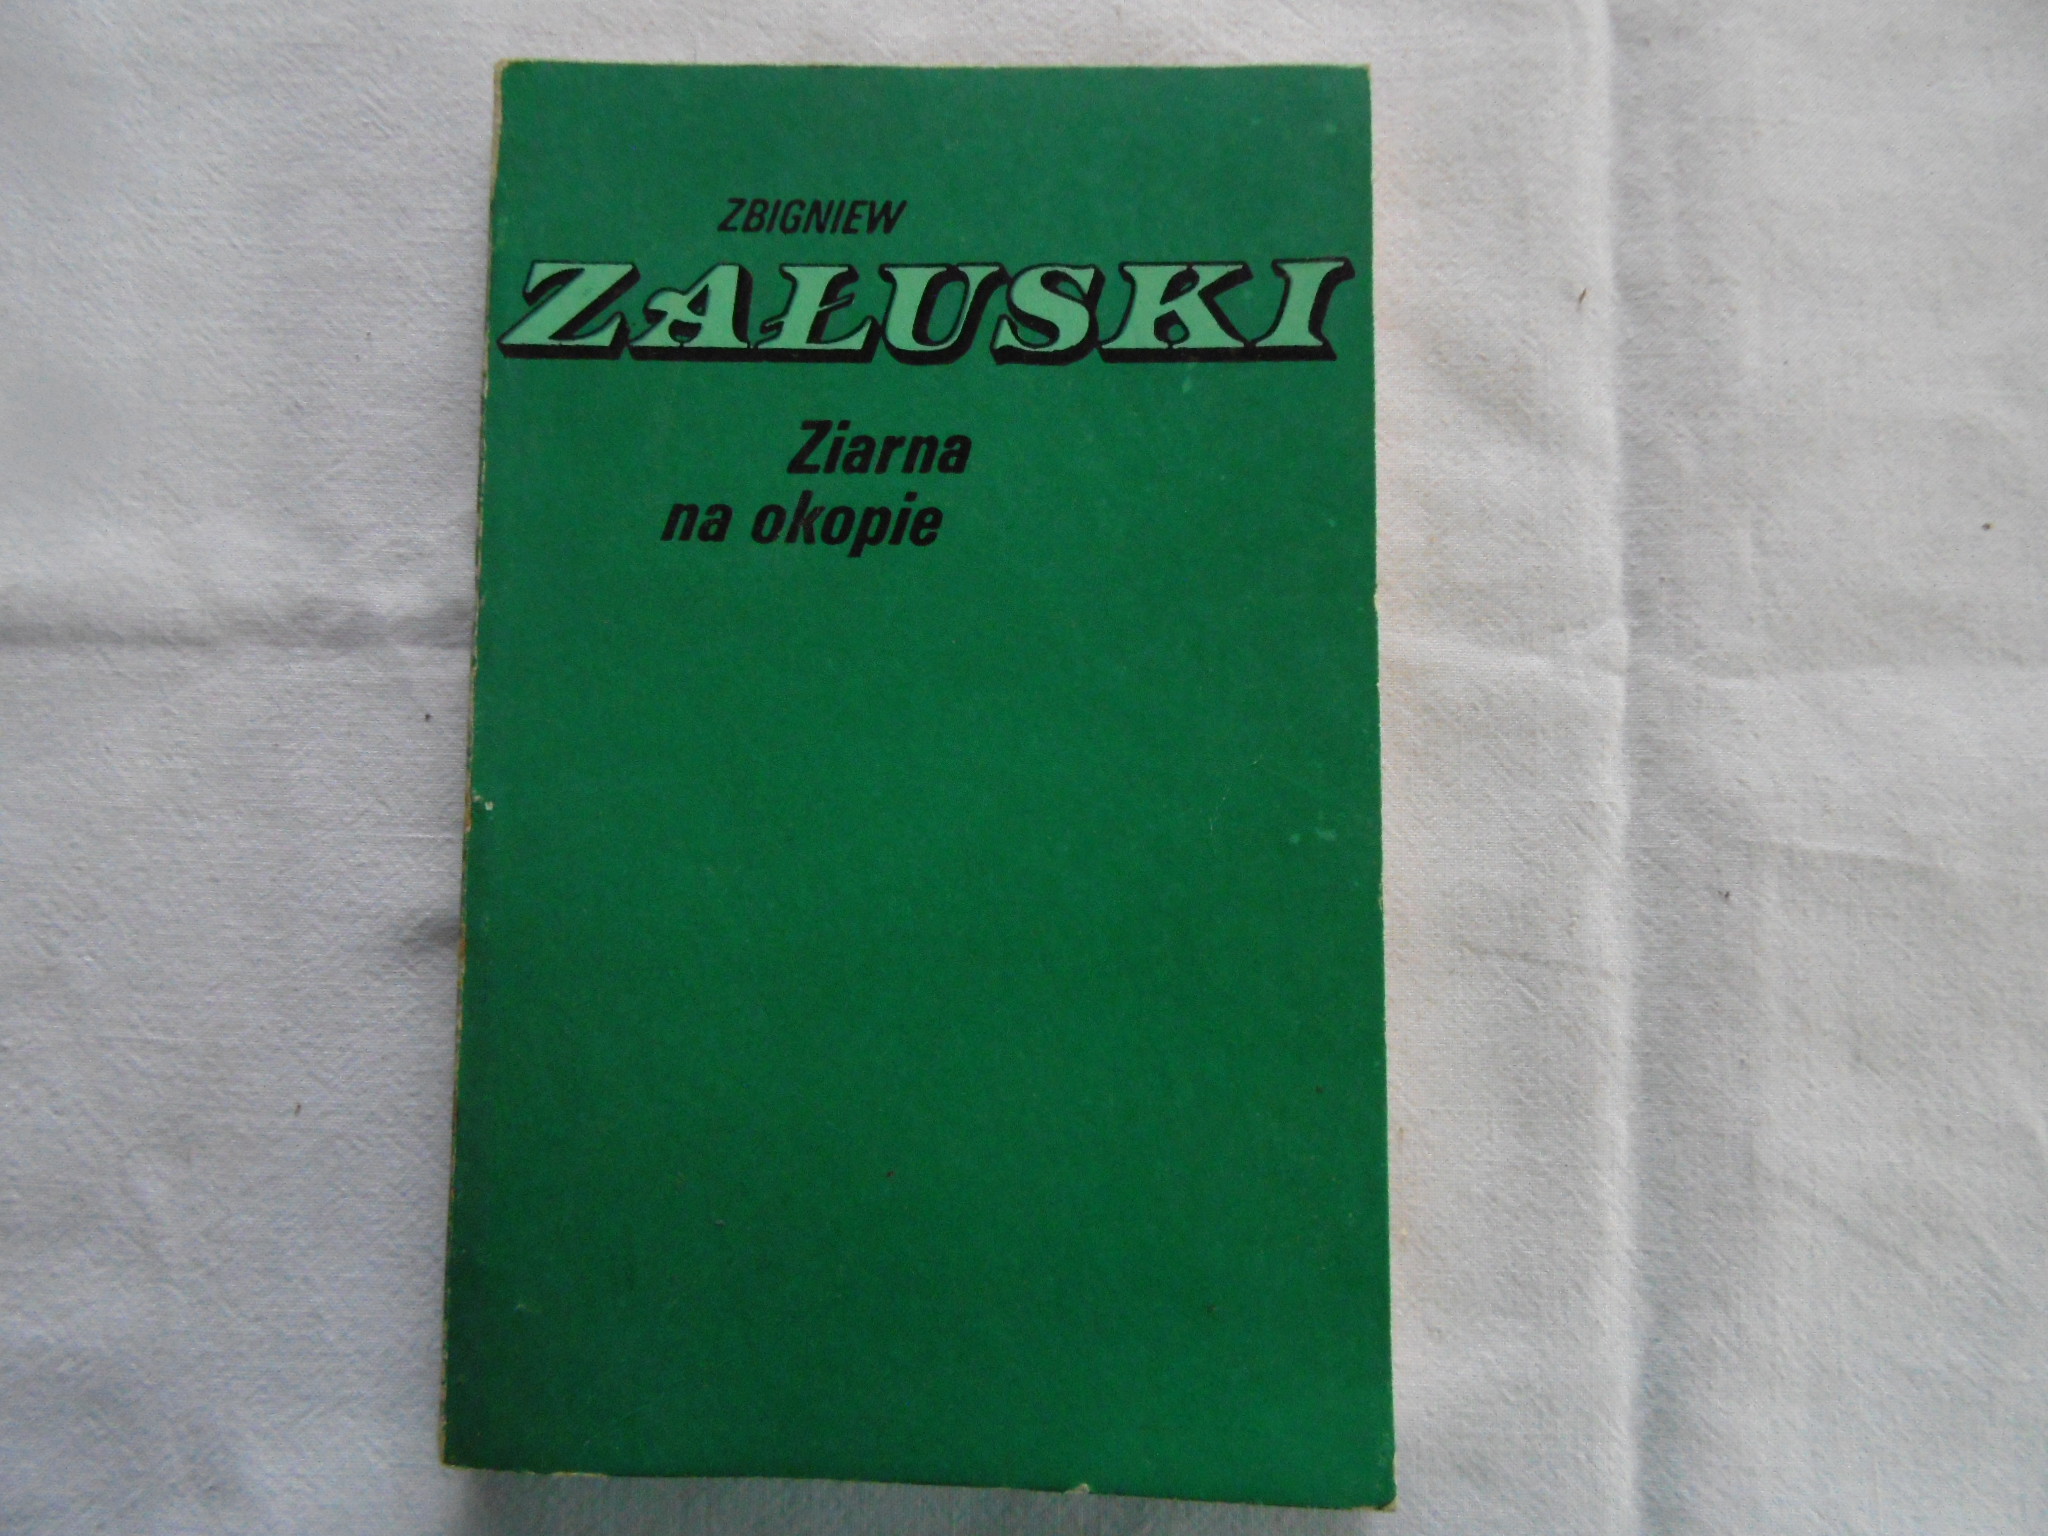 ZBIGNIEW
ZAŁUSKI
Ziarna
na okopie